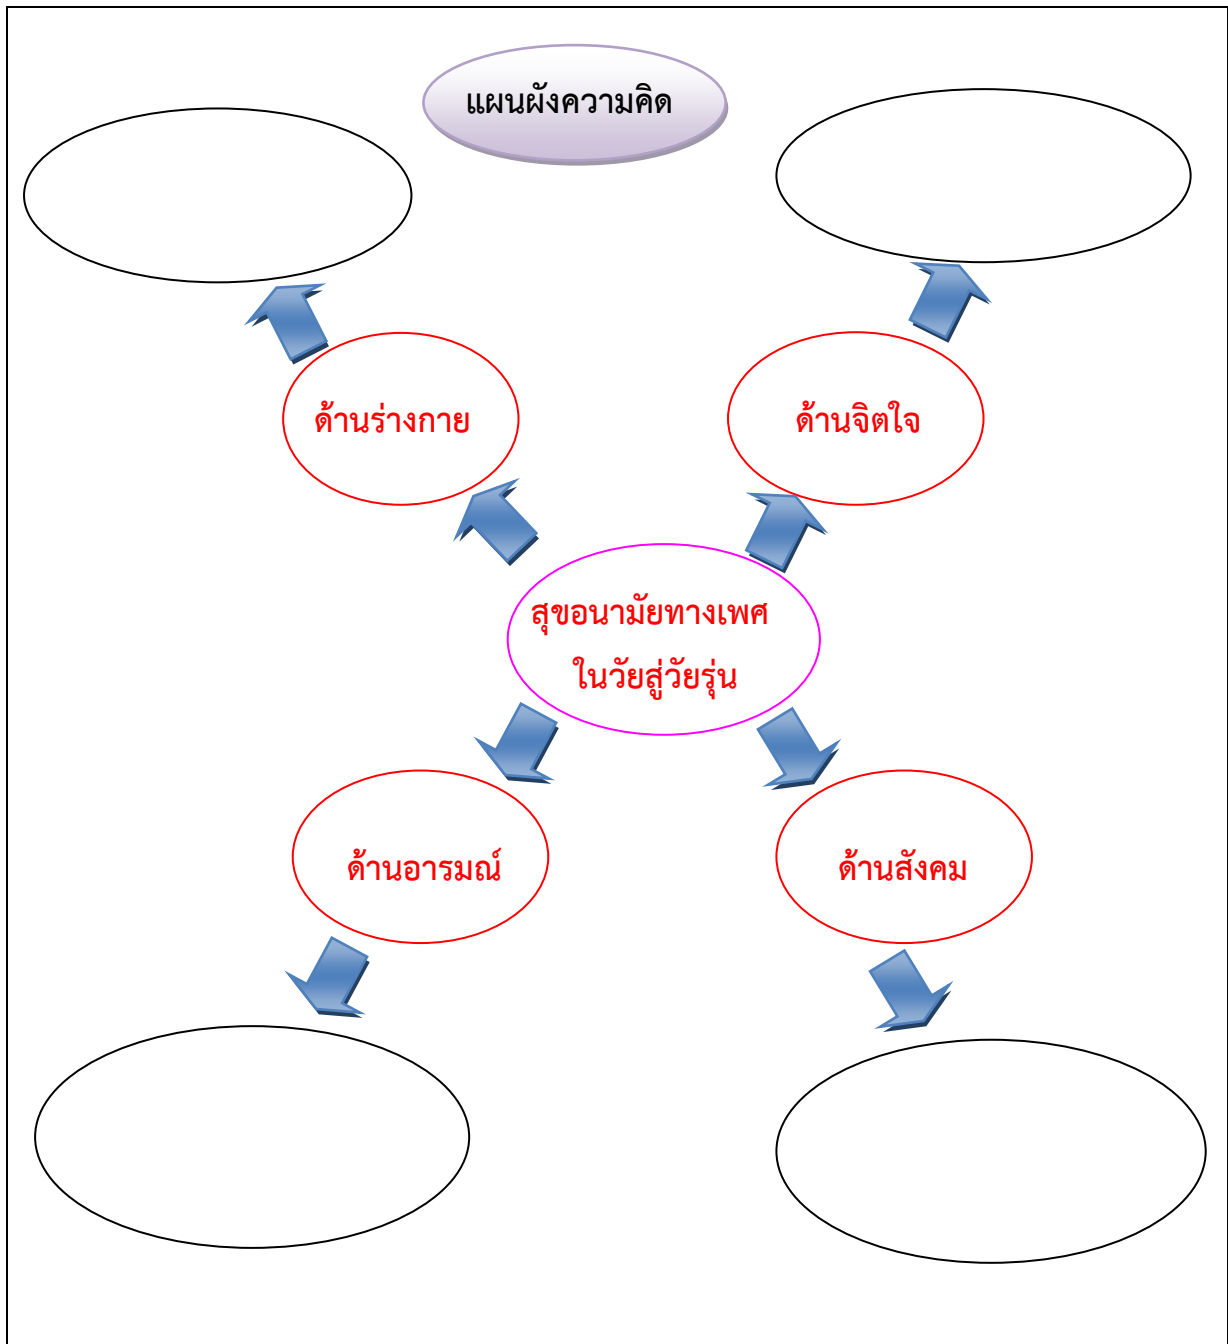 แผนผังความคิด
ด้านร่างกาย
ด้านจิตใจ
สุขอนามัยทางเพศ
ในวัยสู่วัยรุ่น
ด้านอารมณ์
ด้านสังคม